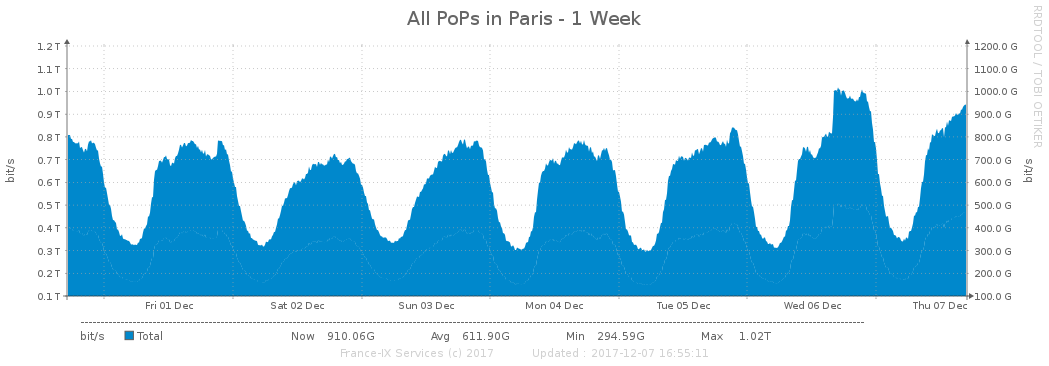 All PoPs in Paris - 1 Week
RRDTOOL / TOBI OETIKER
bit/s
1.2 T
1.1 T
1.0 T
0.9 T
0.8 T
0.7 T
0.6 T
0.5 T
0.4 T
0.3 T
0.2 T
0.1 T
1200.0 G
1100.0 G
1000.0 G
900.0 G
800.0 G
700.0 G
600.0 G
500.0 G
400.0 G
300.0 G
200.0 G
100.0 G
bit/s
Fri 01 Dec Sat 02 Dec Sun 03 Dec Mon 04 Dec Tue 05 Dec Wed 06 Dec Thu 07 Dec
bit/s Total Now 910.06G Avg 611.90G Min 294.59G Max 1.02T
France-IX Services (c) 2017 Updated : 2017-12-07 16:55:11